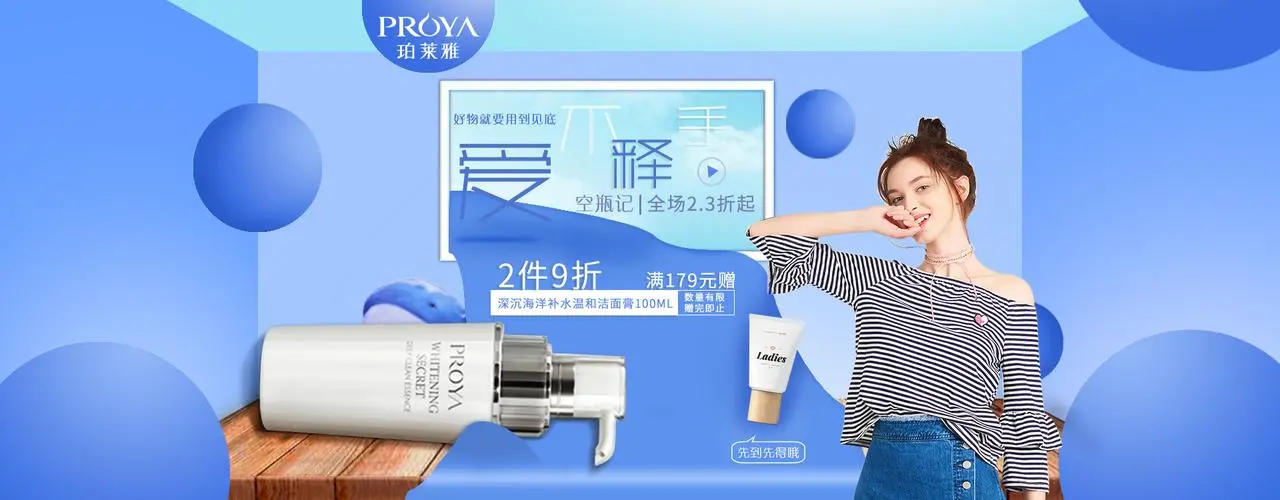 PROYA
珀莱雅
好物就要用到见底
爱不释手
空瓶记|全场2.3折起
2件9折
满179元赠
深沉海洋补水温和洁面膏100ML
数量有限
赠完即止
PROYA
WHITENING
SECRET
DEEP CLEAN ESSENCE
Ladies
先到先得哦